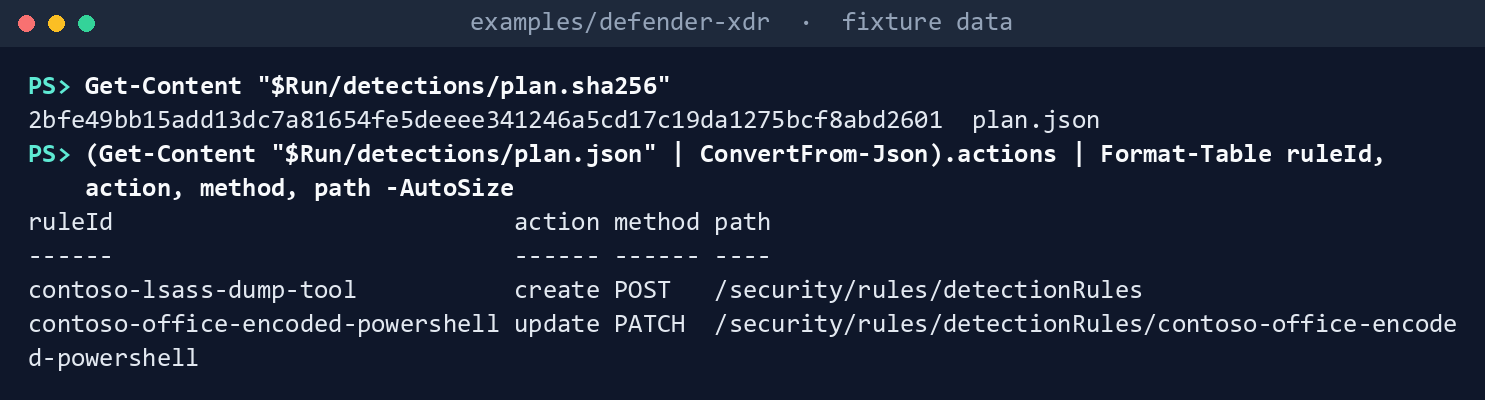 examples/defender-xdr · fixture data
PS> Get-Content "$Run/detections/plan.sha256"
2bfe49bb15add13dc7a81654fe5deeee341246a5cd17c19da1275bcf8abd2601  plan.json
PS> (Get-Content "$Run/detections/plan.json" | ConvertFrom-Json).actions | Format-Table ruleId,
    action, method, path -AutoSize
ruleId                            action method path
------                            ------ ------ ----
contoso-lsass-dump-tool           create POST   /security/rules/detectionRules
contoso-office-encoded-powershell update PATCH  /security/rules/detectionRules/contoso-office-encode
d-powershell